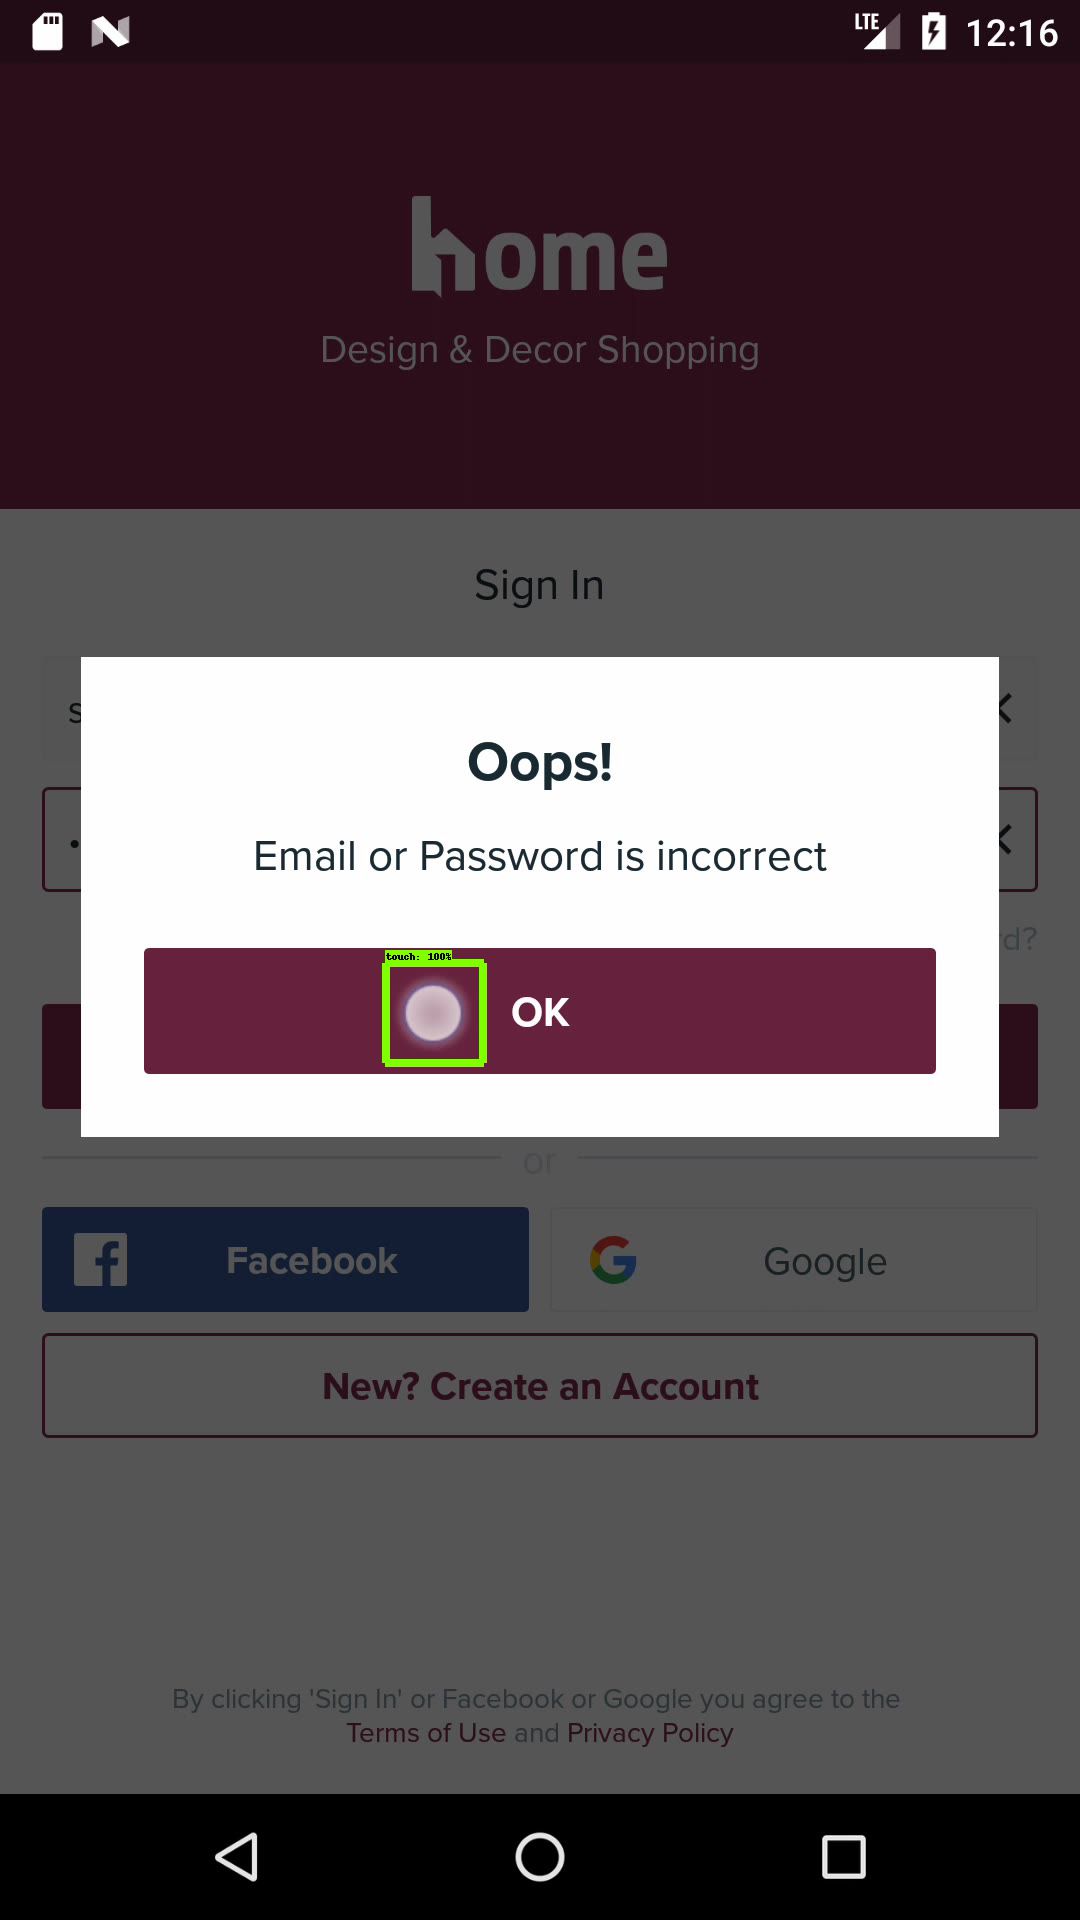 LTE 12:16
home
Design & Decor Shopping
Sign In
s
Oops!
Email or Password is incorrect
rd?
touch: 100%
OK
or
Facebook
Google
New? Create an Account
By clicking 'Sign In' or Facebook or Google you agree to the
Terms of Use and Privacy Policy